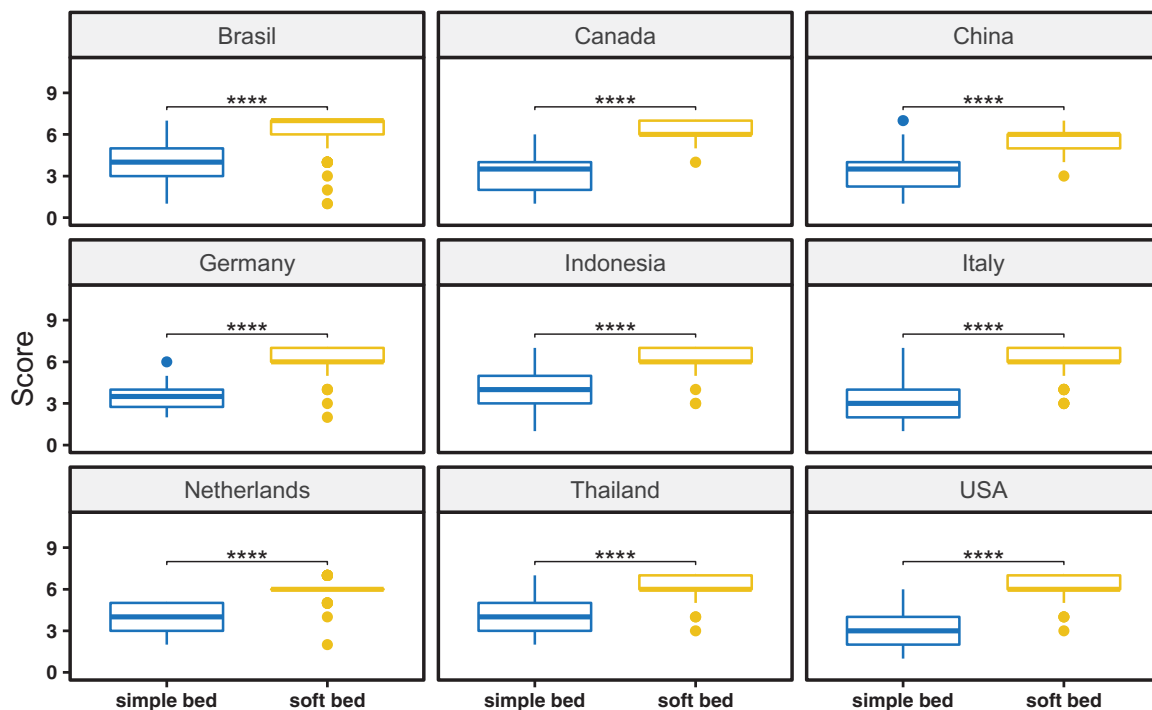 Brasil Canada China
9 **** **** ****
6
3
0
Germany Indonesia Italy
9 **** **** ****
6
3
0
Score
Netherlands Thailand USA
9 **** **** ****
6
3
0
simple bed soft bed simple bed soft bed simple bed soft bed